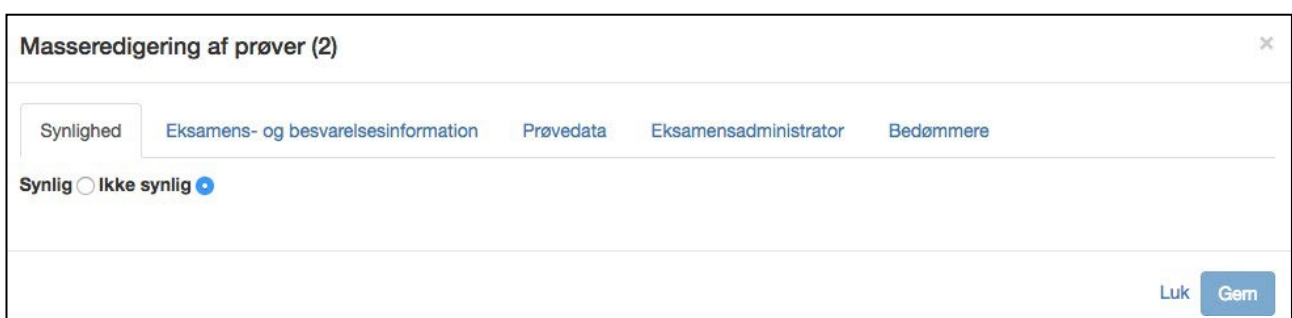 Masseredigering af prøver (2) ×
Synlighed Eksamens- og besvarelsesinformation Prøvedata Eksamensadministrator Bedømmere
Synlig Ikke synlig
Luk Gem